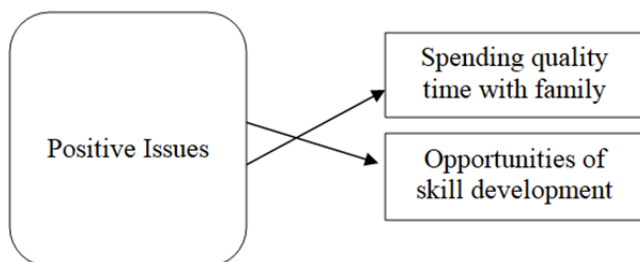 Positive Issues
Spending quality
time with family
Opportunities of
skill development